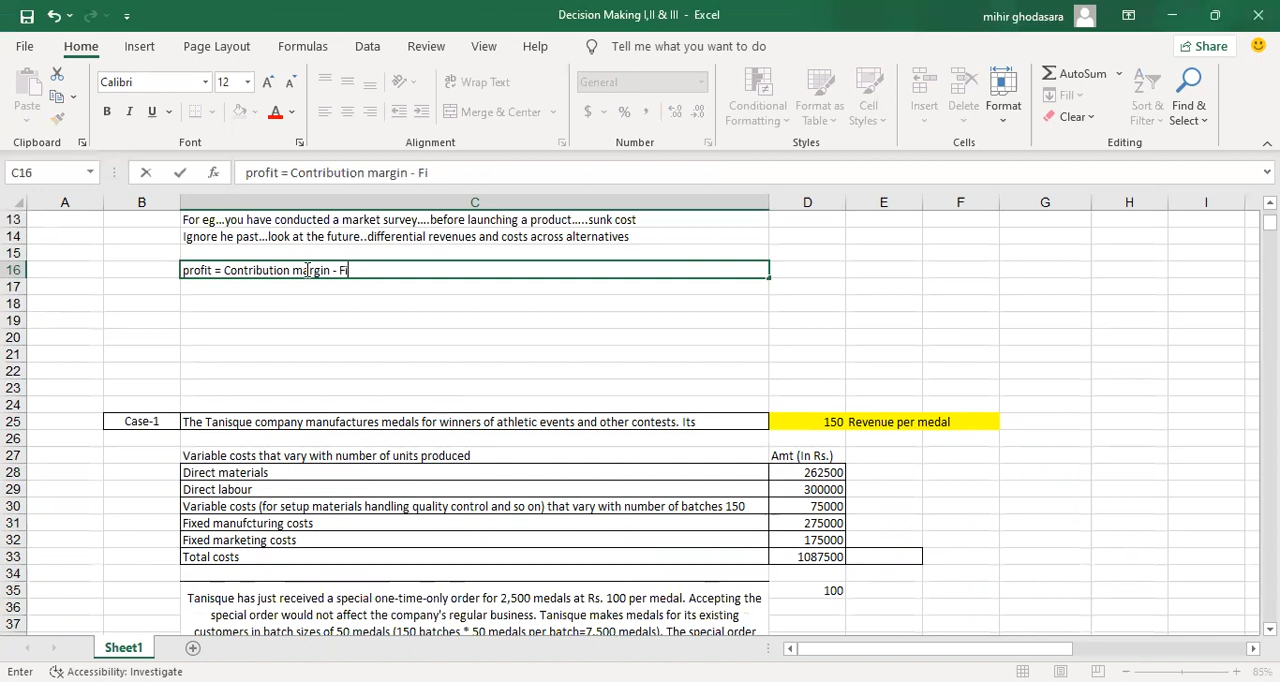 Decision Making I,II & III - Excel
mihir ghodasara
File Home Insert Page Layout Formulas Data Review View Help Tell me what you want to do Share
Paste
Clipboard
Calibri 12
B I U
Font
Wrap Text
Merge & Center
Alignment
General
$ %
Number
Conditional Formatting
Format as Table
Cell Styles
Styles
Insert
Delete
Format
Cells
AutoSum
Fill
Clear
Sort & Filter
Find & Select
Editing
C16 fx profit = Contribution margin - Fi
A B C D E F G H I
13 For eg...you have conducted a market survey....before launching a product.....sunk cost
14 Ignore he past...look at the future..differential revenues and costs across alternatives
15
16 profit = Contribution margin - Fi
17
18
19
20
21
22
23
24
25 Case-1 The Tanisque company manufactures medals for winners of athletic events and other contests. Its 150 Revenue per medal
26
27 Variable costs that vary with number of units produced Amt (In Rs.)
28 Direct materials 262500
29 Direct labour 300000
30 Variable costs (for setup materials handling quality control and so on) that vary with number of batches 150 75000
31 Fixed manufcturing costs 275000
32 Fixed marketing costs 175000
33 Total costs 1087500
34
35 100
Tanisque has just received a special one-time-only order for 2,500 medals at Rs. 100 per medal. Accepting the
36 special order would not affect the company's regular business. Tanisque makes medals for its existing
37 customers in batch sizes of 50 medals (150 batches * 50 medals per batch=7,500 medals). The special order
Sheet1
Enter Accessibility: Investigate 85%